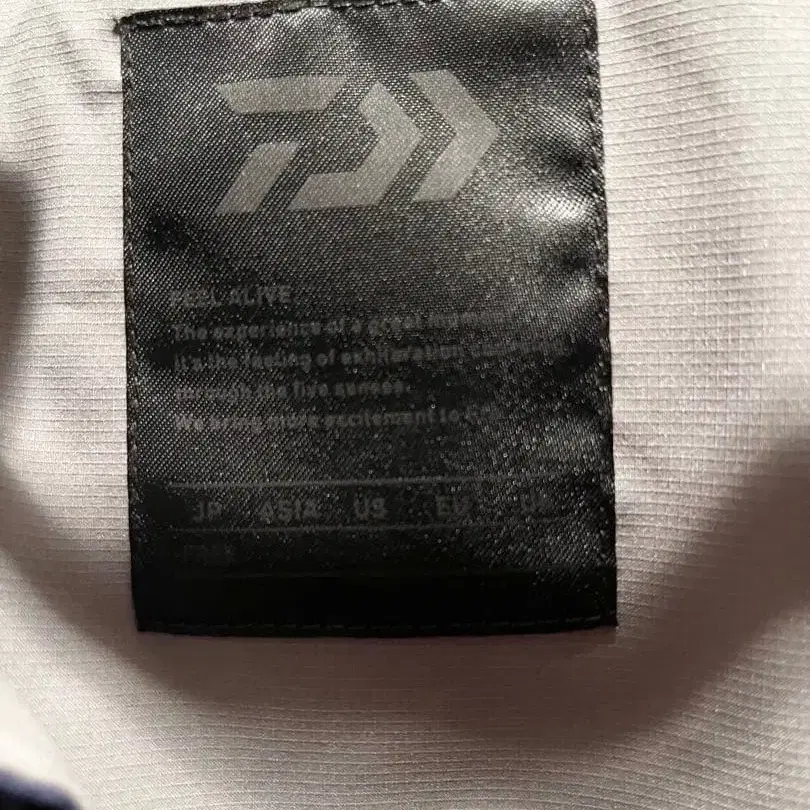 FEEL ALIVE.
The experience of a great moment
It's the feeling of exhilaration,
through the five senses.
We bring more excitement to
JP ASIA US EU UK